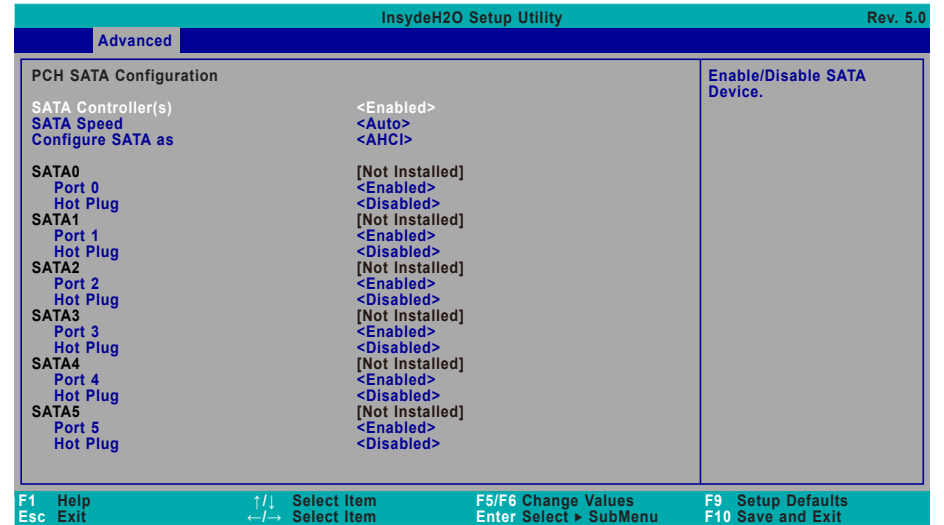 InsydeH2O Setup Utility Rev. 5.0
Advanced
PCH SATA Configuration
SATA Controller(s) <Enabled>
SATA Speed <Auto>
Configure SATA as <AHCI>
SATA0 [Not Installed]
Port 0 <Enabled>
Hot Plug <Disabled>
SATA1 [Not Installed]
Port 1 <Enabled>
Hot Plug <Disabled>
SATA2 [Not Installed]
Port 2 <Enabled>
Hot Plug <Disabled>
SATA3 [Not Installed]
Port 3 <Enabled>
Hot Plug <Disabled>
SATA4 [Not Installed]
Port 4 <Enabled>
Hot Plug <Disabled>
SATA5 [Not Installed]
Port 5 <Enabled>
Hot Plug <Disabled>
Enable/Disable SATA
Device.
F1 Help ↑/↓ Select Item F5/F6 Change Values F9 Setup Defaults
Esc Exit ←/→ Select Item Enter Select ▶ SubMenu F10 Save and Exit